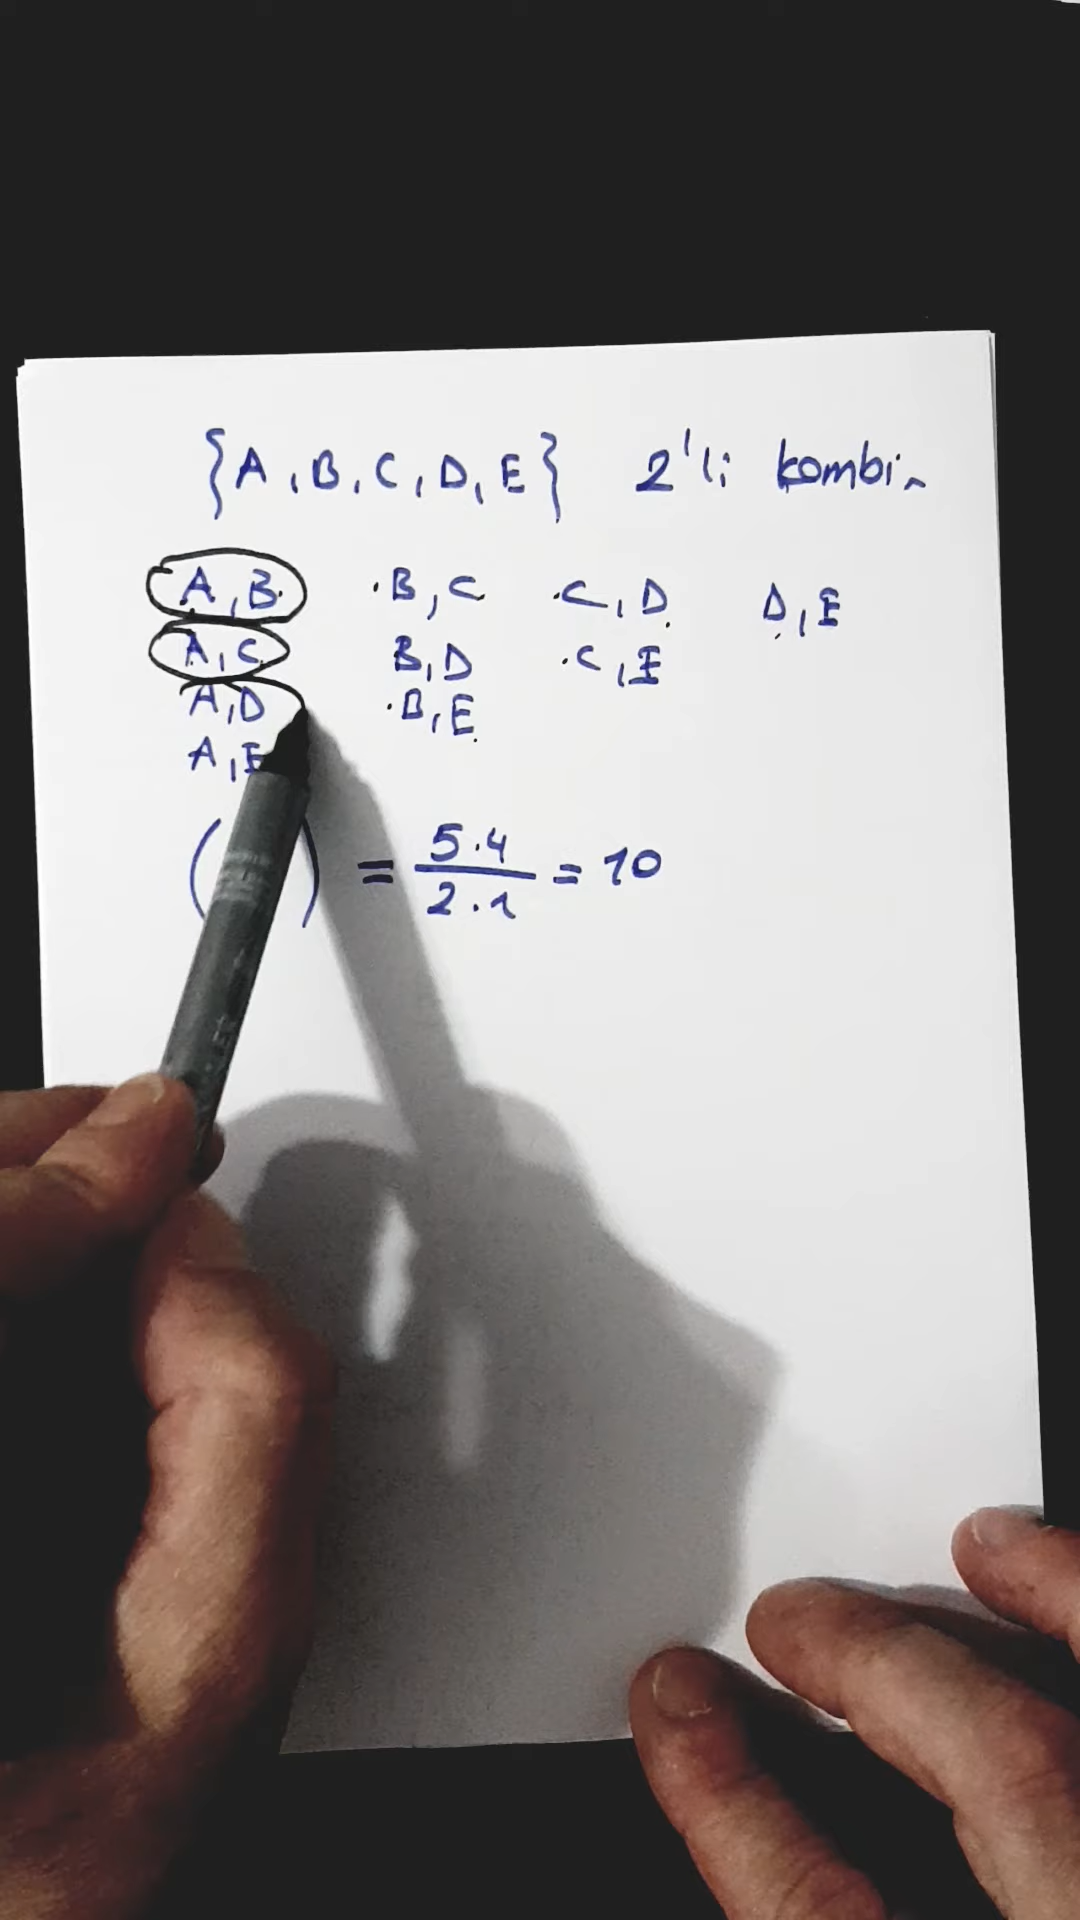 {A, B, C, D, E} 2'li kombin
A, B .B, C .C, D D, E
A, C B, D .C, E
A, D .B, E
A, E
( ) = 5.4 / 2.1 = 10